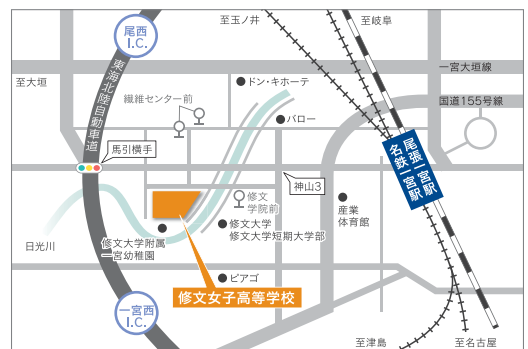 至玉ノ井
至岐阜
尾西
I.C.
至大垣
一宮大垣線
東海北陸自動車道
ドン・キホーテ
繊維センター前
国道155号線
バロー
馬引横手
尾張一宮駅
名鉄一宮駅
神山3
修文
学院前
産業
体育館
修文大学
修文大学短期大学部
日光川
修文大学附属
一宮幼稚園
ピアゴ
修文女子高等学校
一宮西
I.C.
至津島
至名古屋